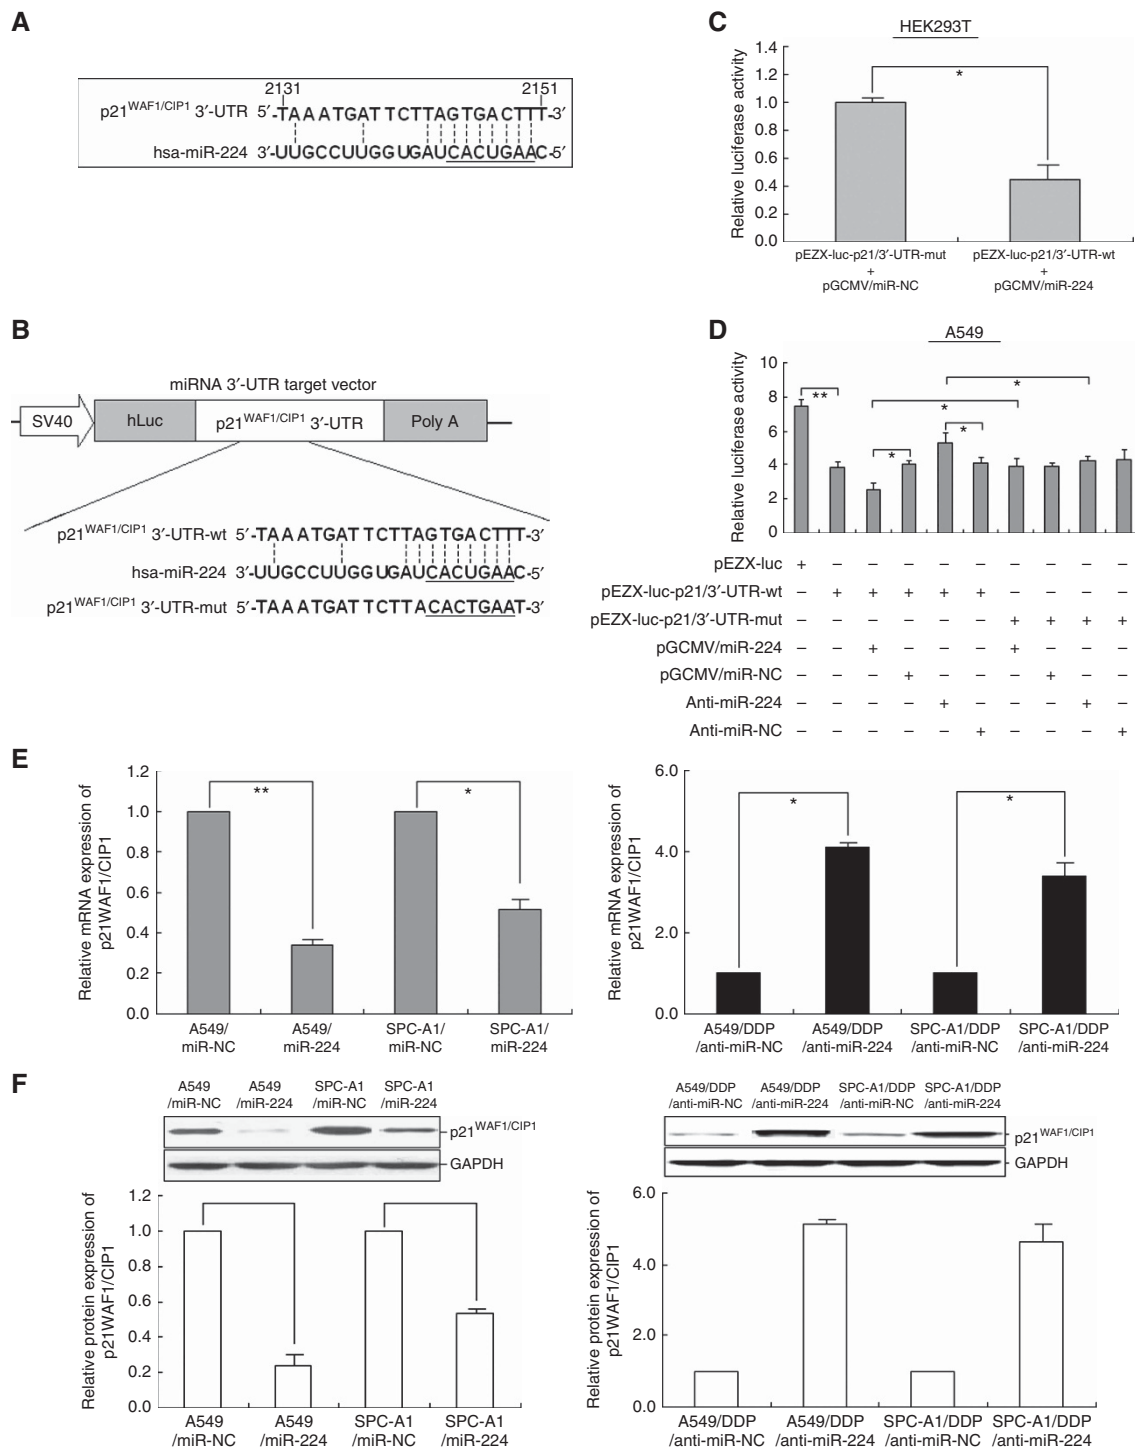 A
2131 2151
p21WAF1/CIP1 3′-UTR 5′-TAAATGATTCTTAGTGACTTT-3′
hsa-miR-224 3′-UUGCCUUGGUGAUCACUGAAC-5′
B
miRNA 3′-UTR target vector
SV40 hLuc p21WAF1/CIP1 3′-UTR Poly A
p21WAF1/CIP1 3′-UTR-wt 5′-TAAATGATTCTTAGTGACTTT-3′
hsa-miR-224 3′-UUGCCUUGGUGAUCACUGAAC-5′
p21WAF1/CIP1 3′-UTR-mut 5′-TAAATGATTCTTACACTGAAT-3′
C
HEK293T
Relative luciferase activity
1.4
1.2
1.0
0.8
0.6
0.4
0.2
0.0
*
pEZX-luc-p21/3′-UTR-mut
+
pGCMV/miR-NC
pEZX-luc-p21/3′-UTR-wt
+
pGCMV/miR-224
D
A549
Relative luciferase activity
10
8
6
4
2
0
** * * * *
pEZX-luc + – – – – – – – – –
pEZX-luc-p21/3′-UTR-wt – + + + + + – – – –
pEZX-luc-p21/3′-UTR-mut – – – – – – + + + +
pGCMV/miR-224 – – + – – – + – – –
pGCMV/miR-NC – – – + – – – + – –
Anti-miR-224 – – – – + – – – + –
Anti-miR-NC – – – – – + – – – +
E
Relative mRNA expression of
p21WAF1/CIP1
1.2
1.0
0.8
0.6
0.4
0.2
0.0
** *
A549/ A549/ SPC-A1/ SPC-A1/
miR-NC miR-224 miR-NC miR-224
Relative mRNA expression of
p21WAF1/CIP1
6.0
4.0
2.0
0.0
* *
A549/DDP A549/DDP SPC-A1/DDP SPC-A1/DDP
/anti-miR-NC /anti-miR-224 /anti-miR-NC /anti-miR-224
F
A549 A549 SPC-A1 SPC-A1
/miR-NC /miR-224 /miR-NC /miR-224
p21WAF1/CIP1
GAPDH
Relative protein expression of
p21WAF1/CIP1
1.2
1.0
0.8
0.6
0.4
0.2
0.0
A549 A549 SPC-A1 SPC-A1
/miR-NC /miR-224 /miR-NC /miR-224
A549/DDP A549/DDP SPC-A1/DDP SPC-A1/DDP
/anti-miR-NC /anti-miR-224 /anti-miR-NC /anti-miR-224
p21WAF1/CIP1
GAPDH
Relative protein expression of
p21WAF1/CIP1
6.0
4.0
2.0
0.0
A549/DDP A549/DDP SPC-A1/DDP SPC-A1/DDP
/anti-miR-NC /anti-miR-224 /anti-miR-NC /anti-miR-224